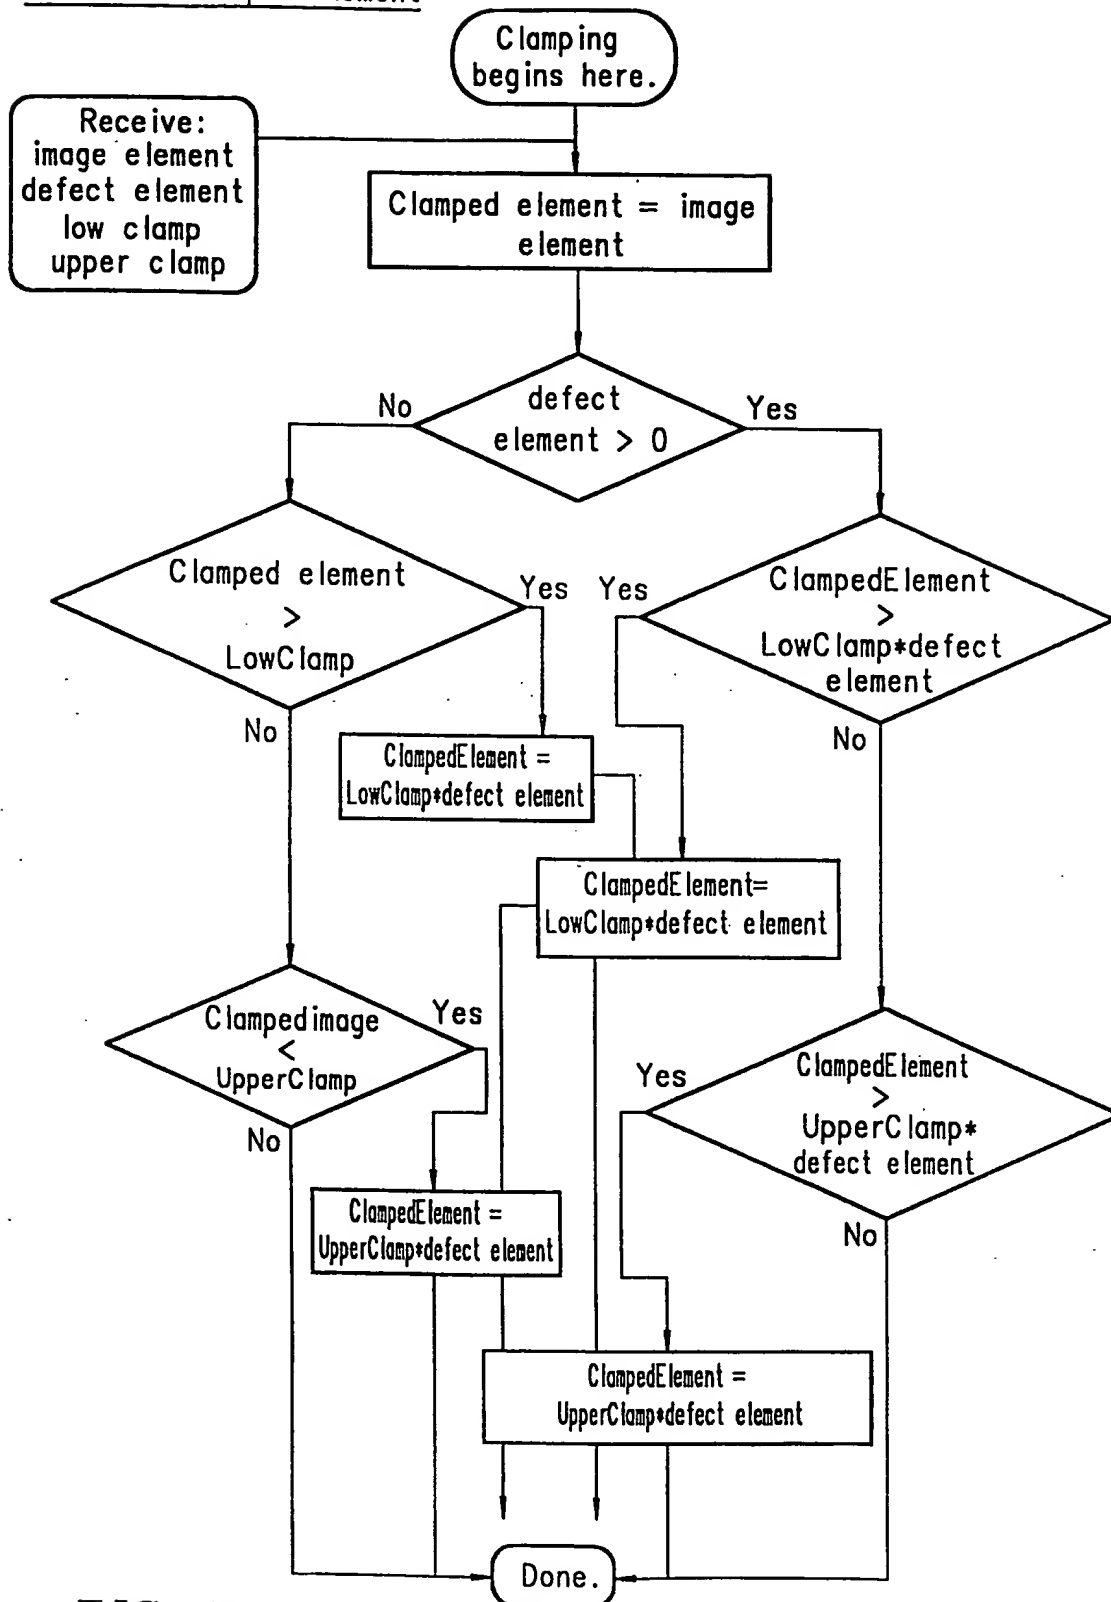 Clamping
begins here.
Receive:
image element
defect element
low clamp
upper clamp
Clamped element = image
element
defect
element > 0
No
Yes
Clamped element
>
LowClamp
Yes
No
ClampedElement
>
LowClamp*defect
element
Yes
No
ClampedElement =
LowClamp*defect element
ClampedElement=
LowClamp*defect element
Clampedimage
<
UpperClamp
Yes
No
ClampedElement
>
UpperClamp*
defect element
Yes
No
ClampedElement =
UpperClamp*defect element
ClampedElement =
UpperClamp*defect element
Done.